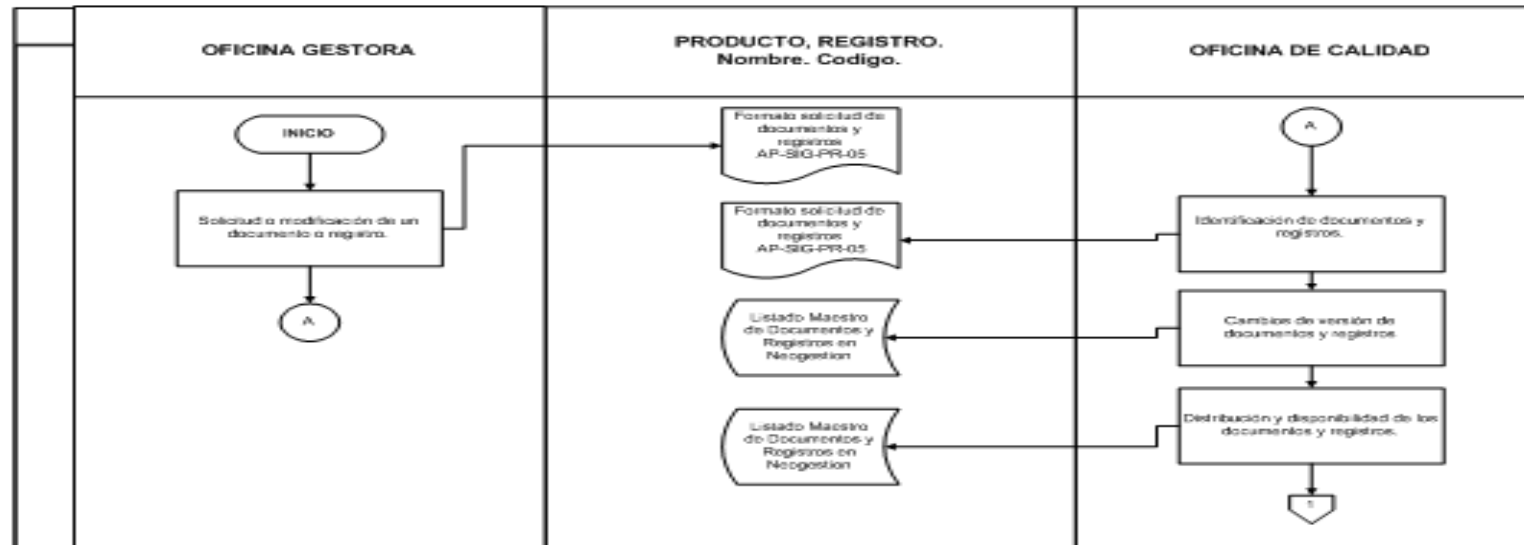 OFICINA GESTORA
PRODUCTO, REGISTRO.
Nombre. Codigo.
OFICINA DE CALIDAD
INICIO
Solicitud o modificación de un
documento o registro.
A
Formato solicitud de
documentos y
registros
AP-SIG-PR-05
Formato solicitud de
documentos y
registros
AP-SIG-PR-05
Listado Maestro
de Documentos y
Registros en
Neogestion
Listado Maestro
de Documentos y
Registros en
Neogestion
A
Identificación de documentos y
registros.
Cambios de versión de
documentos y registros
Distribución y disponibilidad de los
documentos y registros.
1